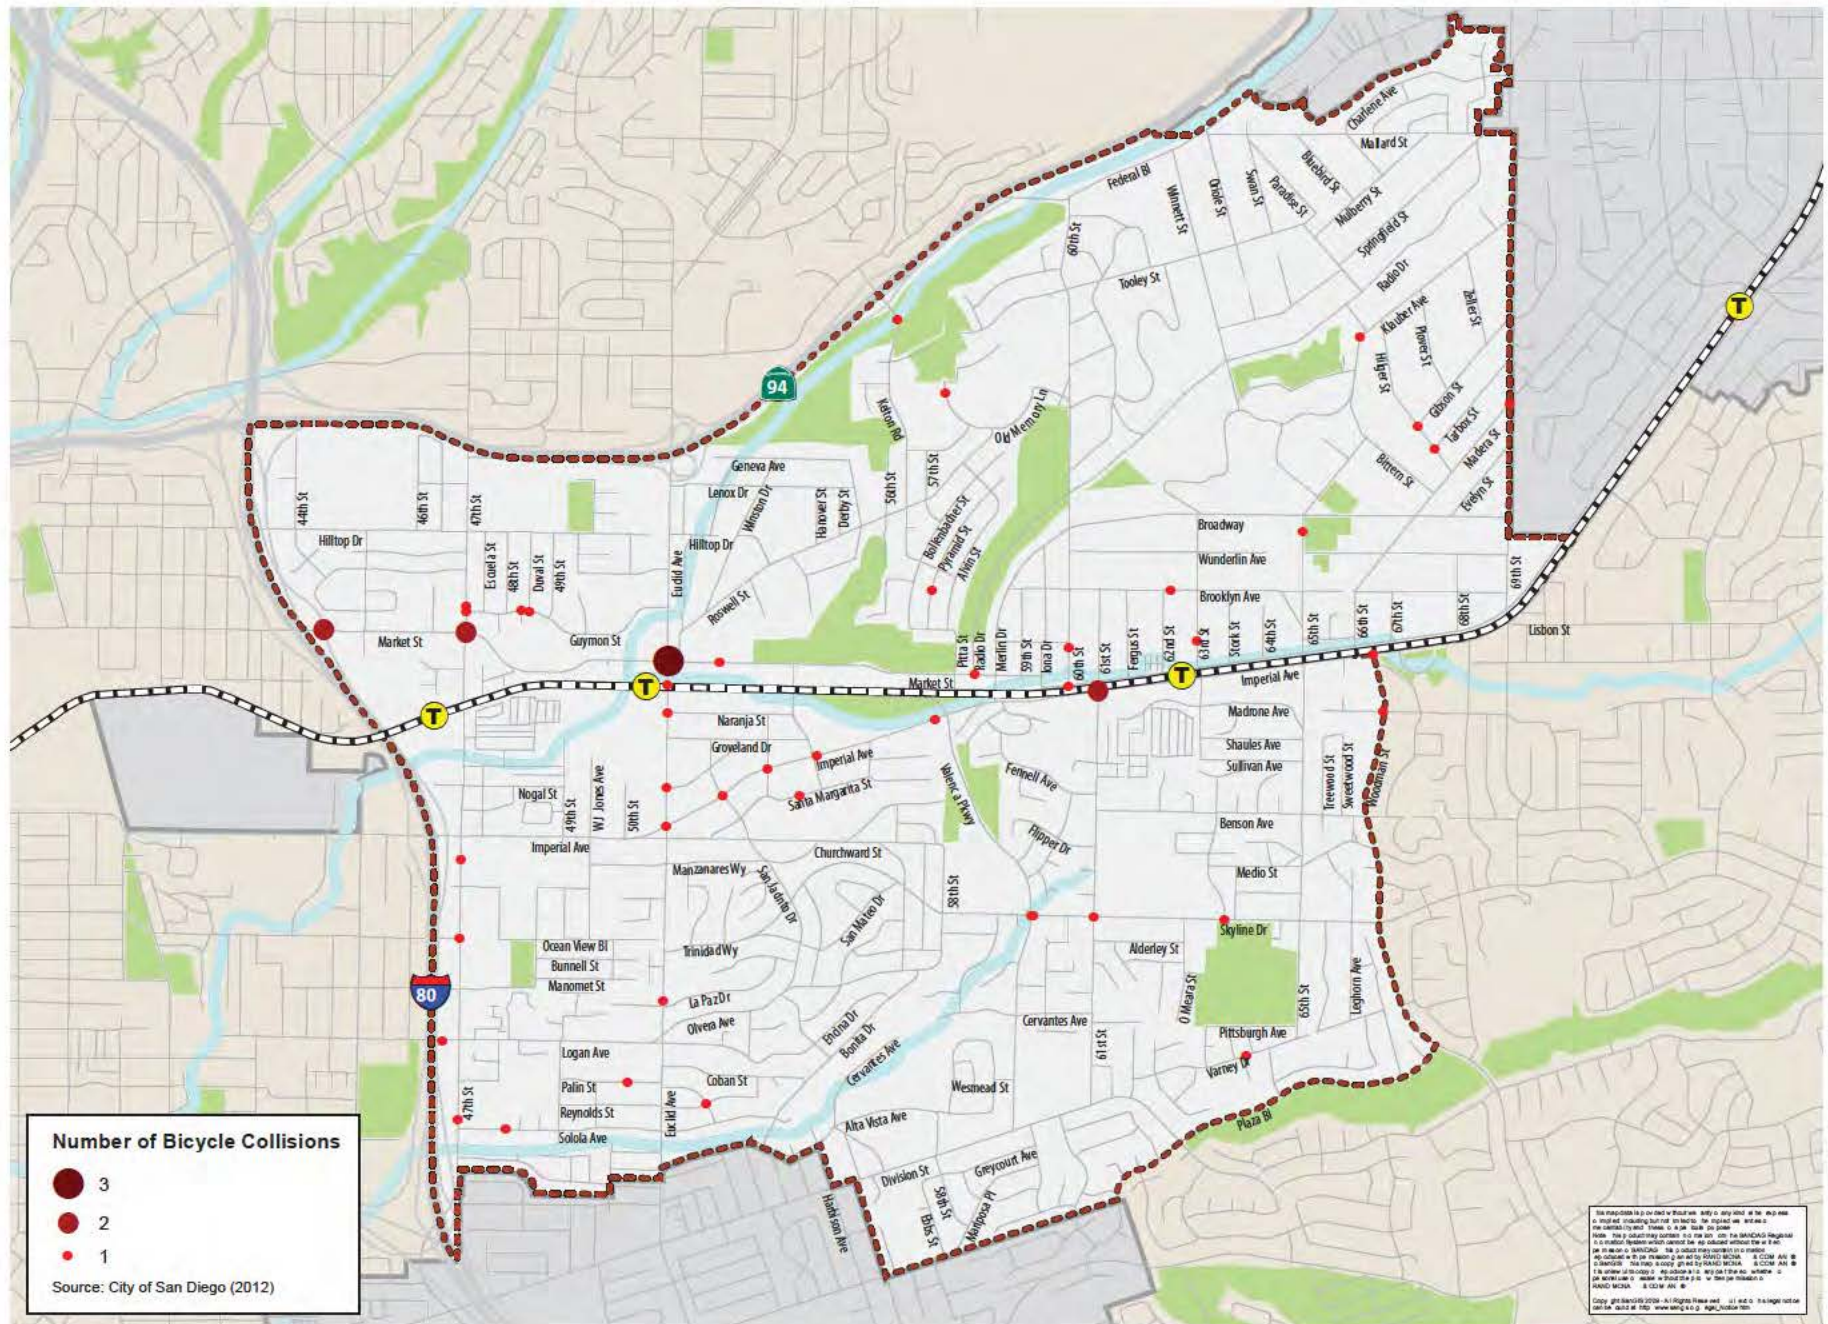 Charlene Ave
Mallard St
Federal Bl
Winnett St
Oriole St
Swan St
Paradise St
Bluebird St
Mulberry St
Springfield St
60th St
Tooley St
Radio Dr
Klauber Ave
Zeller St
Plover St
Hilger St
T
94
Kelton Rd
Old Memory Ln
Gibson St
Tarbox St
Madera St
Bittern St
Evelyn St
Geneva Ave
Lenox Dr
Winston Dr
Hanover St
Derby St
56th St
57th St
44th St
46th St
47th St
Hilltop Dr
Hilltop Dr
Bollenbacher St
Pyramid St
Alvin St
Broadway
Wunderlin Ave
Brooklyn Ave
Escuela St
48th St
Duval St
49th St
Euclid Ave
Roswell St
Market St
Guymon St
Pitta St
Radio Dr
Merlin Dr
59th St
Iona Dr
60th St
61st St
Fergus St
62nd St
63rd St
Stork St
64th St
65th St
66th St
67th St
68th St
69th St
Lisbon St
T
T
T
Market St
Imperial Ave
Naranja St
Groveland Dr
Imperial Ave
Santa Margarita St
Madrone Ave
Shaules Ave
Sullivan Ave
Treewood St
Sweetwood St
Woodman St
Valencia Pkwy
Fennell Ave
Nogal St
49th St
WJ Jones Ave
50th St
Benson Ave
Flipper Dr
Imperial Ave
Churchward St
Manzanares Wy
San Jacinto Dr
San Mateo Dr
58th St
Medio St
Skyline Dr
Ocean View Bl
Bunnell St
Manomet St
Trinidad Wy
Alderley St
O Meara St
65th St
Leghorn Ave
80
La Paz Dr
Olvera Ave
Encina Dr
Bonita Dr
Cervantes Ave
Cervantes Ave
61st St
Pittsburgh Ave
Varney Dr
Logan Ave
Palin St
Coban St
Reynolds St
Solola Ave
47th St
Euclid Ave
Wesmead St
Alta Vista Ave
Plaza Bl
Division St
Greycourt Ave
58th St
Ebbs St
Mariposa Pl
Harbison Ave
Number of Bicycle Collisions
3
2
1
Source: City of San Diego (2012)